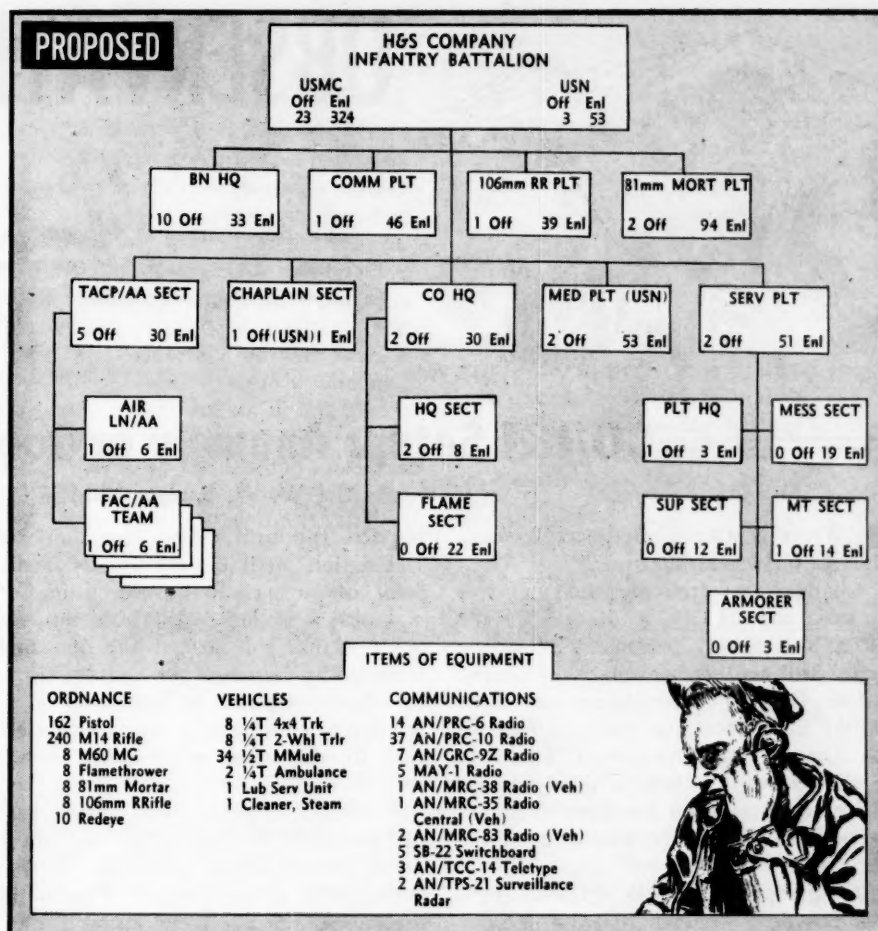 PROPOSED
H&S COMPANY
INFANTRY BATTALION
USMC
Off Enl
23 324
USN
Off Enl
3 53
BN HQ
10 Off 33 Enl
COMM PLT
1 Off 46 Enl
106mm RR PLT
1 Off 39 Enl
81mm MORT PLT
2 Off 94 Enl
TACP/AA SECT
5 Off 30 Enl
CHAPLAIN SECT
1 Off(USN)1 Enl
CO HQ
2 Off 30 Enl
MED PLT (USN)
2 Off 53 Enl
SERV PLT
2 Off 51 Enl
AIR
LN/AA
1 Off 6 Enl
HQ SECT
2 Off 8 Enl
PLT HQ
1 Off 3 Enl
MESS SECT
0 Off 19 Enl
FAC/AA
TEAM
1 Off 6 Enl
FLAME
SECT
0 Off 22 Enl
SUP SECT
0 Off 12 Enl
MT SECT
1 Off 14 Enl
ARMORER
SECT
0 Off 3 Enl
ITEMS OF EQUIPMENT
ORDNANCE
162 Pistol
240 M14 Rifle
8 M60 MG
8 Flamethrower
8 81mm Mortar
8 106mm RRifle
10 Redeye
VEHICLES
8 ¼T 4x4 Trk
8 ¼T 2-Whl Trlr
34 ½T MMule
2 ¼T Ambulance
1 Lub Serv Unit
1 Cleaner, Steam
COMMUNICATIONS
14 AN/PRC-6 Radio
37 AN/PRC-10 Radio
7 AN/GRC-9Z Radio
5 MAY-1 Radio
1 AN/MRC-38 Radio (Veh)
1 AN/MRC-35 Radio
Central (Veh)
2 AN/MRC-83 Radio (Veh)
5 SB-22 Switchboard
3 AN/TCC-14 Teletype
2 AN/TPS-21 Surveillance
Radar